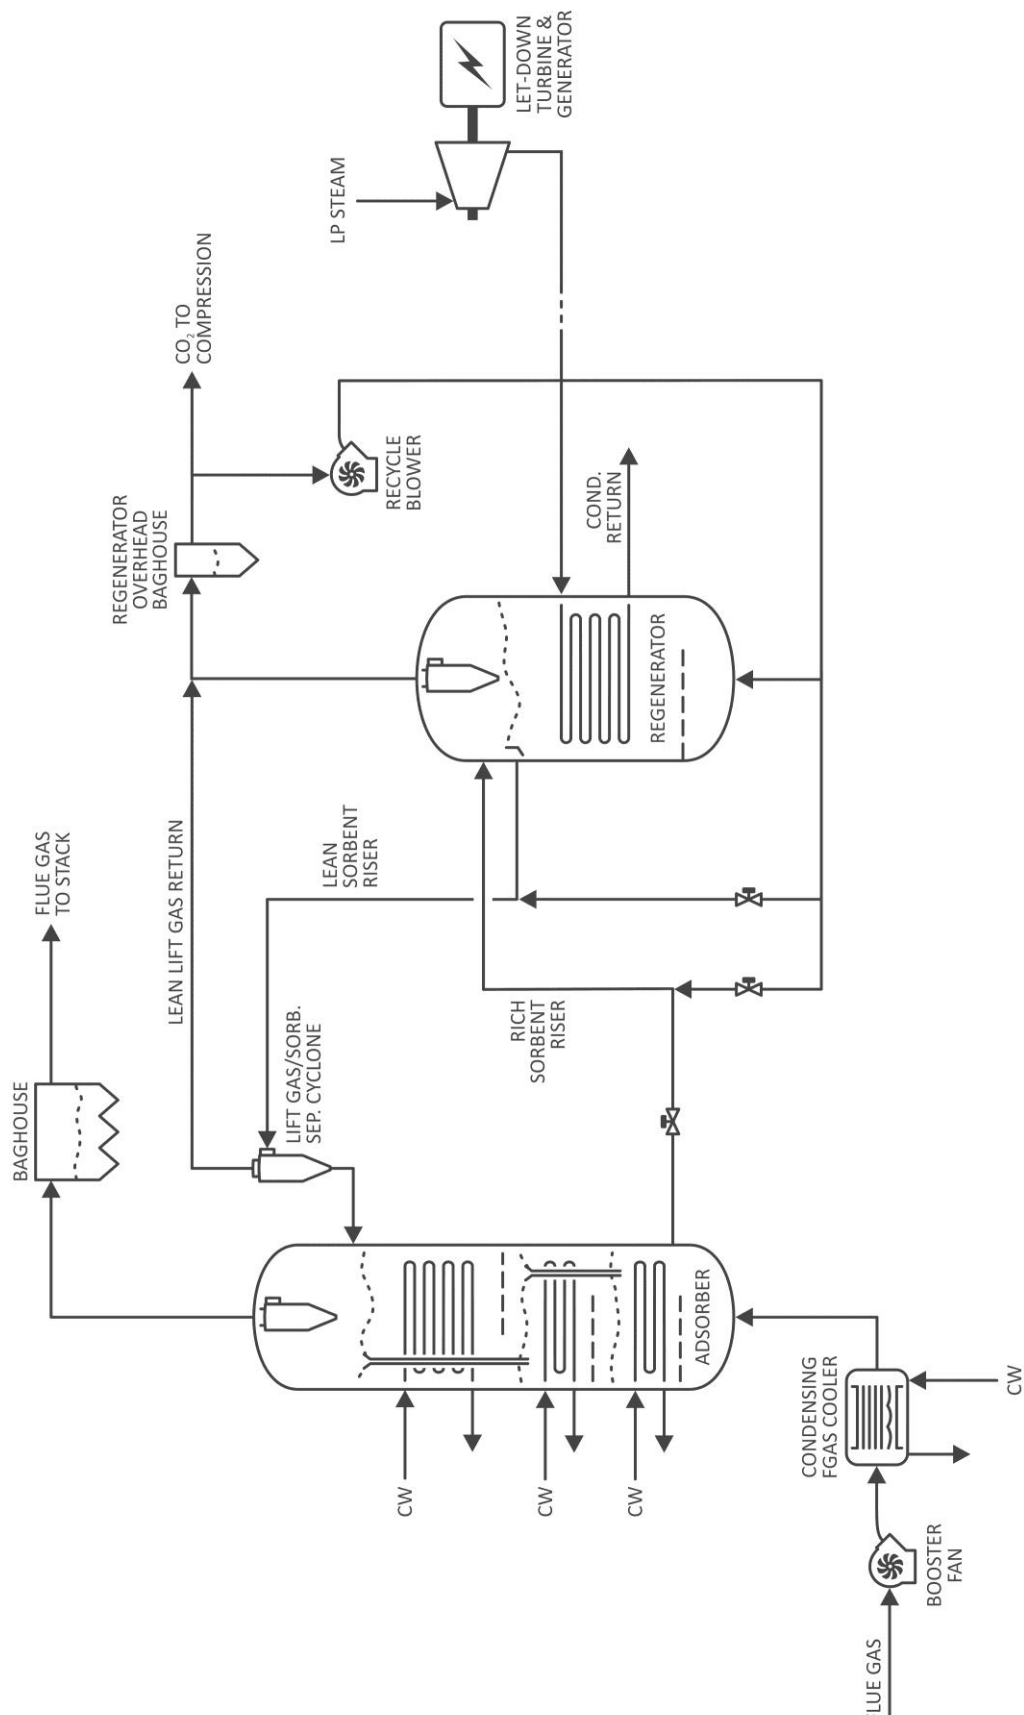 FLUE GAS
BOOSTER
FAN
CONDENSING
FGAS COOLER
CW
CW
CW
CW
ADSORBER
BAGHOUSE
FLUE GAS
TO STACK
LIFT GAS/SORB.
SEP. CYCLONE
LEAN LIFT GAS RETURN
LEAN
SORBENT
RISER
RICH
SORBENT
RISER
REGENERATOR
REGENERATOR
OVERHEAD
BAGHOUSE
CO₂ TO
COMPRESSION
RECYCLE
BLOWER
COND.
RETURN
LP STEAM
LET-DOWN
TURBINE &
GENERATOR